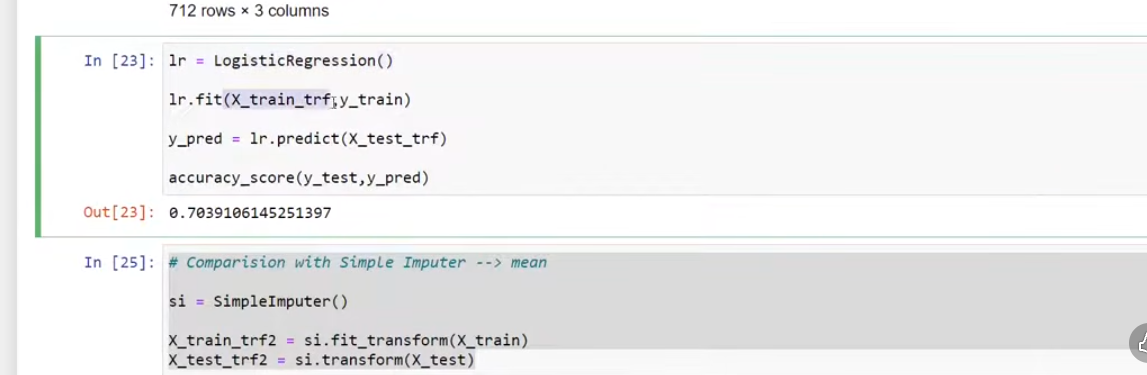 712 rows × 3 columns
In [23]: lr = LogisticRegression()
lr.fit(X_train_trf,y_train)
y_pred = lr.predict(X_test_trf)
accuracy_score(y_test,y_pred)
Out[23]: 0.7039106145251397
In [25]: # Comparision with Simple Imputer --> mean
si = SimpleImputer()
X_train_trf2 = si.fit_transform(X_train)
X_test_trf2 = si.transform(X_test)